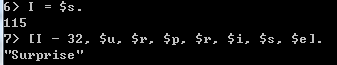 6> I = $s.
115
7> [I - 32, $u, $r, $p, $r, $i, $s, $e].
"Surprise"